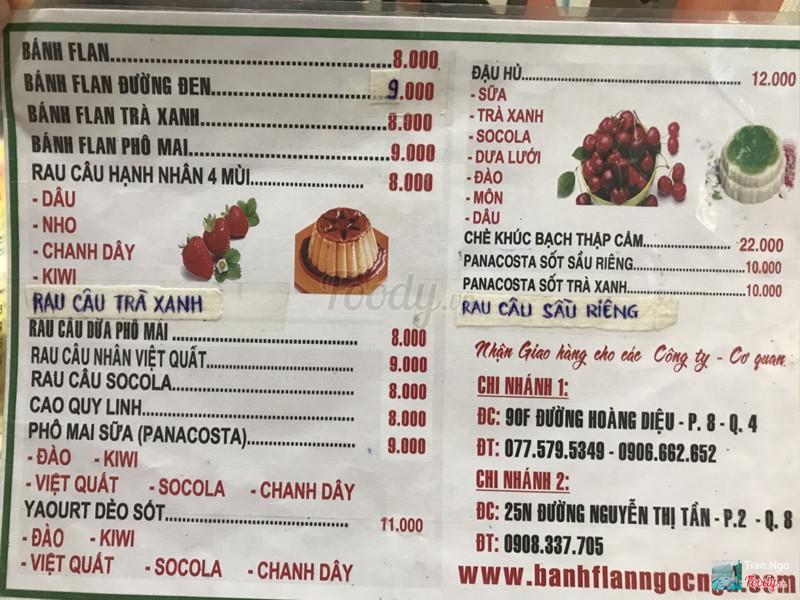 BÁNH FLAN 8.000
BÁNH FLAN ĐƯỜNG ĐEN 9.000
BÁNH FLAN TRÀ XANH 8.000
BÁNH FLAN PHÔ MAI 9.000
RAU CÂU HẠNH NHÂN 4 MÙI 8.000
- DÂU
- NHO
- CHANH DÂY
- KIWI
RAU CÂU TRÀ XANH
RAU CÂU DỪA PHÔ MAI 8.000
RAU CÂU NHÂN VIỆT QUẤT 9.000
RAU CÂU SOCOLA 8.000
CAO QUY LINH 8.000
PHÔ MAI SỮA (PANACOSTA) 9.000
- ĐÀO - KIWI
- VIỆT QUẤT - SOCOLA - CHANH DÂY
YAOURT DẺO SỐT 11.000
- ĐÀO - KIWI
- VIỆT QUẤT - SOCOLA - CHANH DÂY
ĐẬU HỦ 12.000
- SỮA
- TRÀ XANH
- SOCOLA
- DƯA LƯỚI
- ĐÀO
- MÔN
- DÂU
CHÈ KHÚC BẠCH THẬP CẨM 22.000
PANACOSTA SỐT SẦU RIÊNG 10.000
PANACOSTA SỐT TRÀ XANH 10.000
RAU CÂU SẦU RIÊNG
Nhận Giao hàng cho các Công ty - Cơ quan
CHI NHÁNH 1:
ĐC: 90F ĐƯỜNG HOÀNG DIỆU - P. 8 - Q. 4
ĐT: 077.579.5349 - 0906.662.652
CHI NHÁNH 2:
ĐC: 25N ĐƯỜNG NGUYỄN THỊ TẦN - P.2 - Q. 8
ĐT: 0908.337.705
Foody.vn
Tran Ngo
Foody